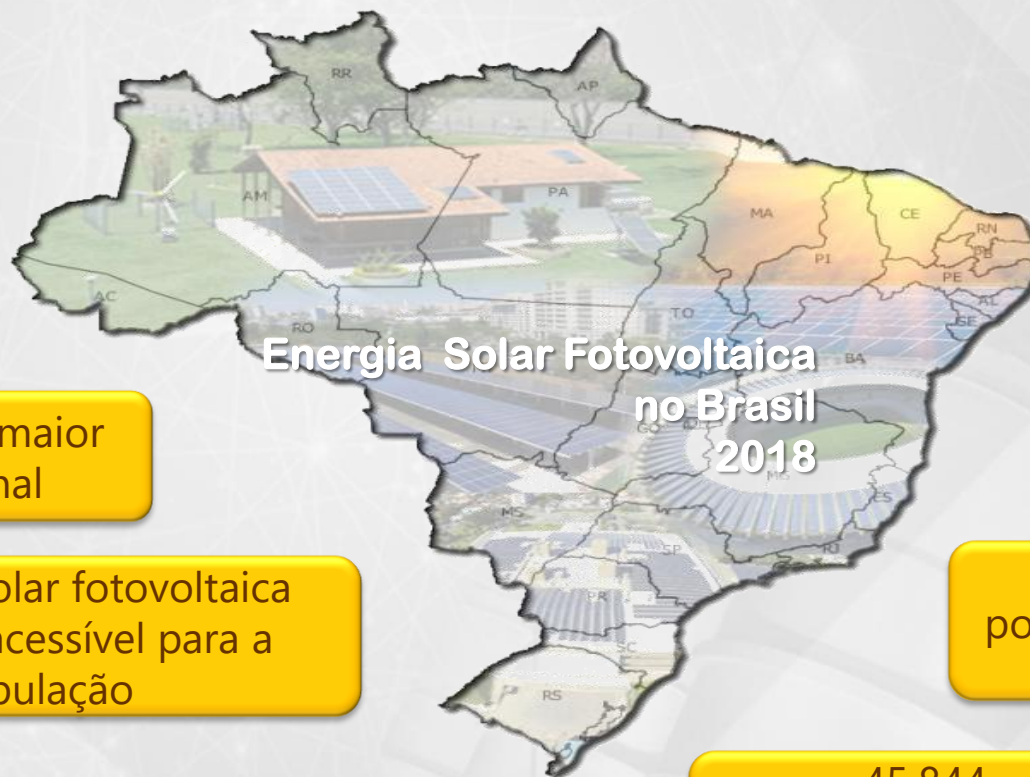 RR
AP
AM
PA
MA
CE
RN
PB
PI
PE
AL
SE
AC
RO
TO
BA
Energia Solar Fotovoltaica
no Brasil
2018
GO
MG
ES
MS
SP
RJ
PR
SC
RS
maior
nal
olar fotovoltaica
acessível para a
pulação
po
45.844